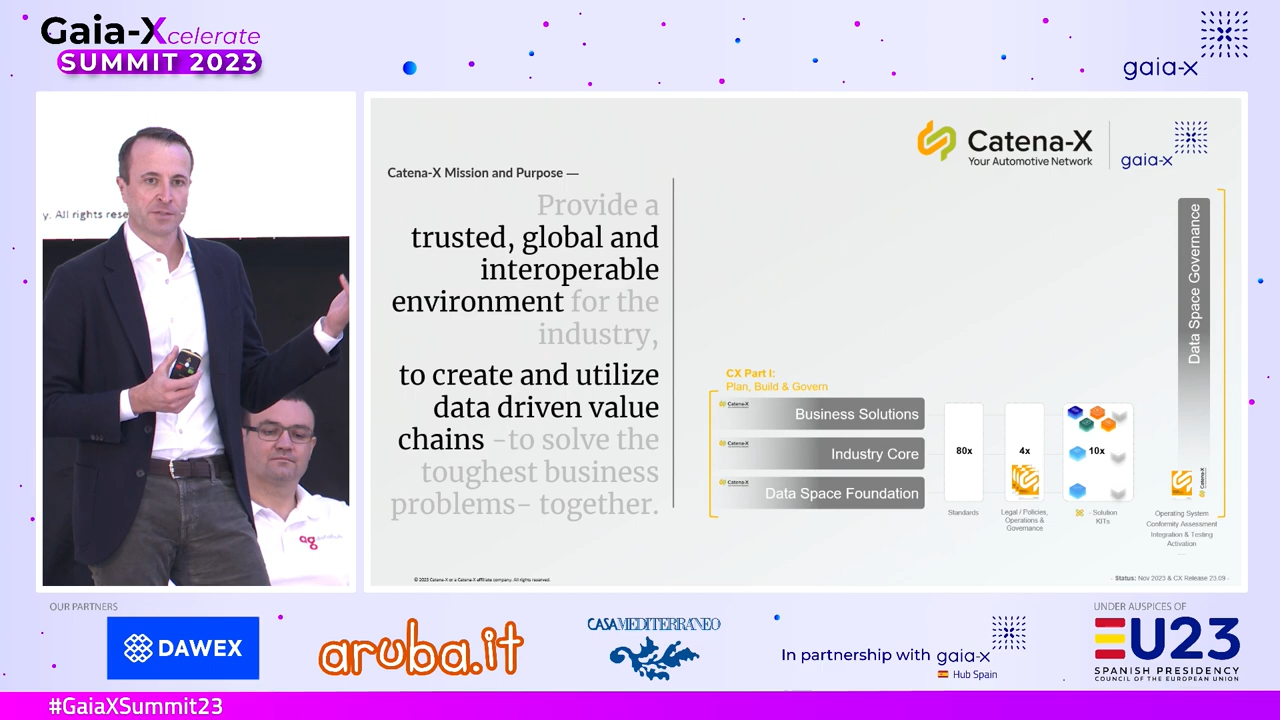 Gaia-Xcelerate
SUMMIT 2023
gaia-x
y. All rights rese
Catena-X
Your Automotive Network
gaia-x
Catena-X Mission and Purpose —
Provide a
trusted, global and
interoperable
environment for the
industry,
to create and utilize
data driven value
chains -to solve the
toughest business
problems- together.
CX Part I:
Plan, Build & Govern
Catena-X
Business Solutions
Catena-X
Industry Core
Catena-X
Data Space Foundation
80x
4x
10x
Standards
Legal / Policies,
Operations &
Governance
- Solution
KITs
Data Space Governance
Catena-X
Operating System
Conformity Assessment
Integration & Testing
Activation
...
© 2023 Catena-X or a Catena-X affiliate company. All rights reserved.
- Status: Nov 2023 & CX Release 23.09 -
OUR PARTNERS
DAWEX
aruba.it
CASAMEDITERRANEO
In partnership with gaia-x
Hub Spain
UNDER AUSPICES OF
EU23
SPANISH PRESIDENCY
COUNCIL OF THE EUROPEAN UNION
#GaiaXSummit23